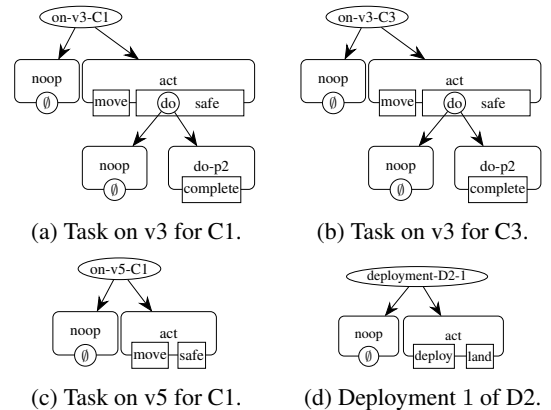 on-v3-C1
noop
∅
act
move
do
safe
noop
∅
do-p2
complete
(a) Task on v3 for C1.
on-v3-C3
noop
∅
act
move
do
safe
noop
∅
do-p2
complete
(b) Task on v3 for C3.
on-v5-C1
noop
∅
act
move
safe
(c) Task on v5 for C1.
deployment-D2-1
noop
∅
act
deploy
land
(d) Deployment 1 of D2.